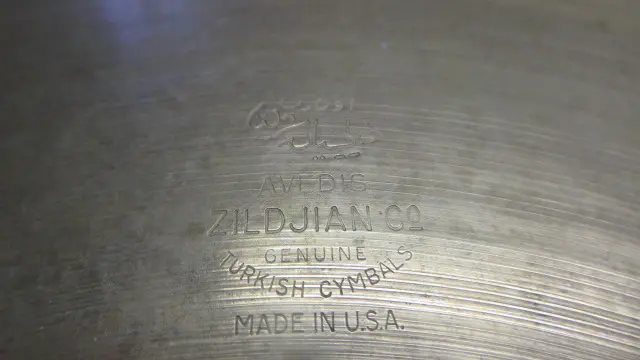 AVEDIS
ZILDJIAN CO
GENUINE
TURKISH CYMBALS
MADE IN U.S.A.